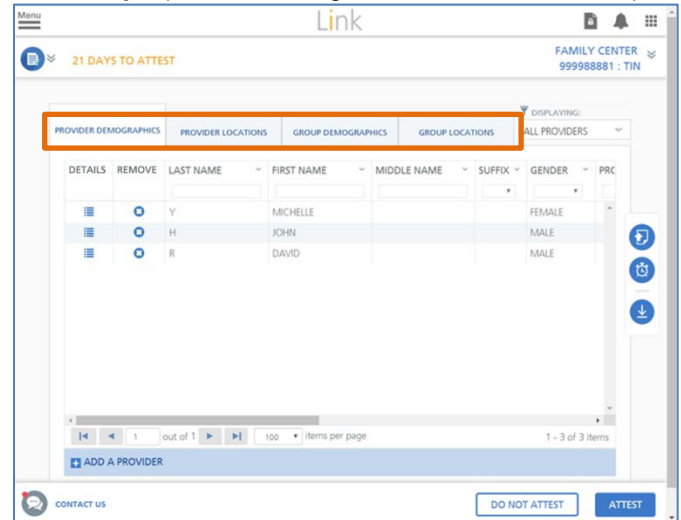 Menu
Link
21 DAYS TO ATTEST
FAMILY CENTER
999988881 : TIN
DISPLAYING:
PROVIDER DEMOGRAPHICS PROVIDER LOCATIONS GROUP DEMOGRAPHICS GROUP LOCATIONS ALL PROVIDERS
DETAILS REMOVE LAST NAME FIRST NAME MIDDLE NAME SUFFIX GENDER PRC
Y MICHELLE FEMALE
H JOHN MALE
R DAVID MALE
1 out of 1 100 items per page 1 - 3 of 3 items
ADD A PROVIDER
CONTACT US DO NOT ATTEST ATTEST